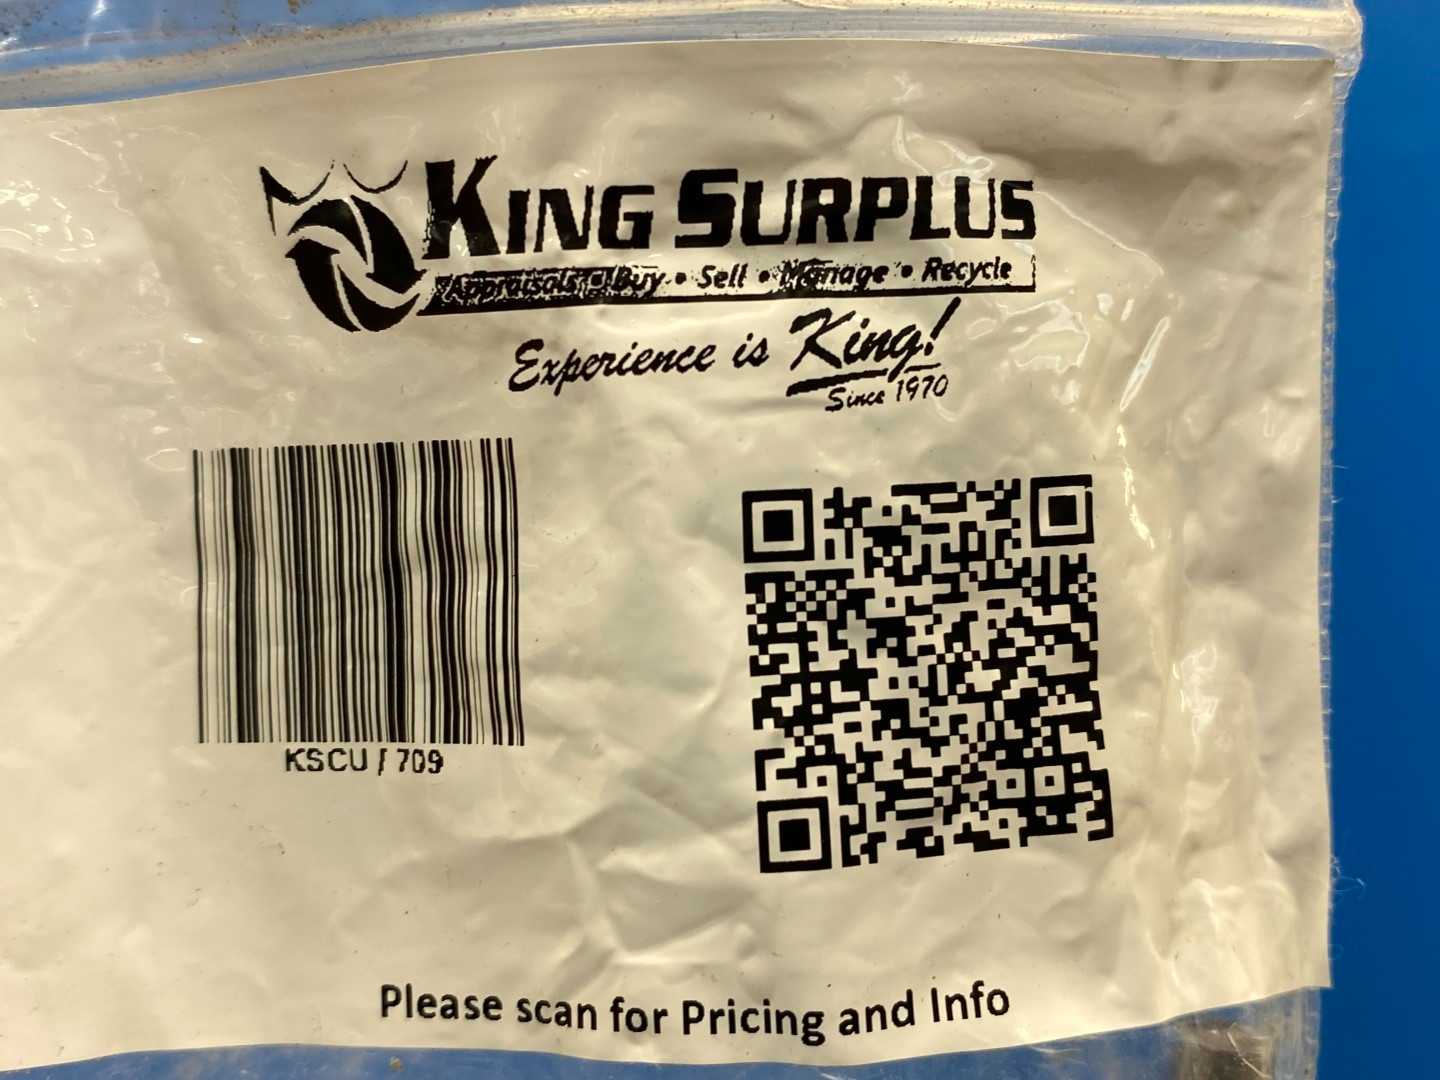 KING SURPLUS
Appraisals • Buy • Sell • Manage • Recycle
Experience is King!
Since 1970
KSCU / 709
Please scan for Pricing and Info